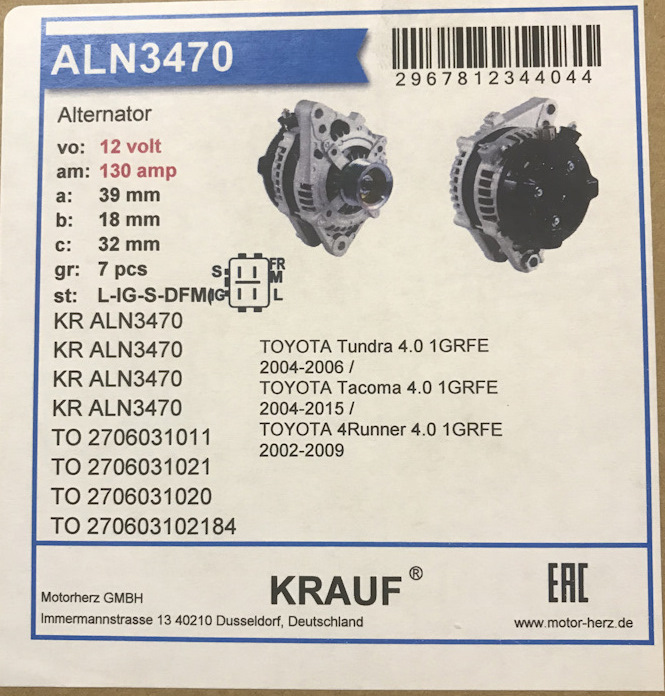 ALN3470
2967812344044
Alternator
vo: 12 volt
am: 130 amp
a: 39 mm
b: 18 mm
c: 32 mm
gr: 7 pcs
st: L-IG-S-DFM(
S FR
M
IG L
KR ALN3470
KR ALN3470
KR ALN3470
KR ALN3470
TO 2706031011
TO 2706031021
TO 2706031020
TO 270603102184
TOYOTA Tundra 4.0 1GRFE
2004-2006 /
TOYOTA Tacoma 4.0 1GRFE
2004-2015 /
TOYOTA 4Runner 4.0 1GRFE
2002-2009
Motorherz GMBH
Immermannstrasse 13 40210 Dusseldorf, Deutschland
KRAUF®
EAC
www.motor-herz.de